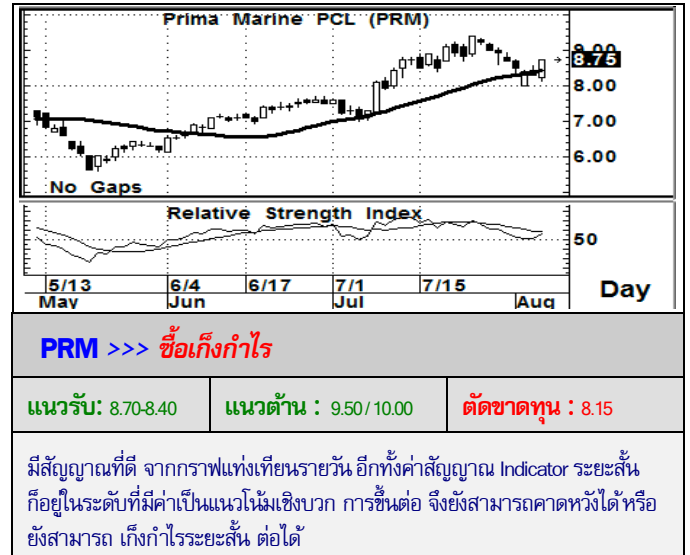 Prima Marine PCL (PRM)
9.00
8.75
8.00
7.00
6.00
No Gaps
Relative Strength Index
50
5/13 6/4 6/17 7/1 7/15
May Jun Jul Aug
Day
PRM >>> ซื้อเก็งกำไร
แนวรับ: 8.70-8.40
แนวต้าน : 9.50/10.00
ตัดขาดทุน : 8.15
มีสัญญาณที่ดี จากกราฟแท่งเทียนรายวัน อีกทั้งค่าสัญญาณ Indicator ระยะสั้น
ก็อยู่ในระดับที่มีค่าเป็นแนวโน้มเชิงบวก การขึ้นต่อ จึงยังสามารถคาดหวังได้ หรือ
ยังสามารถ เก็งกำไรระยะสั้น ต่อได้